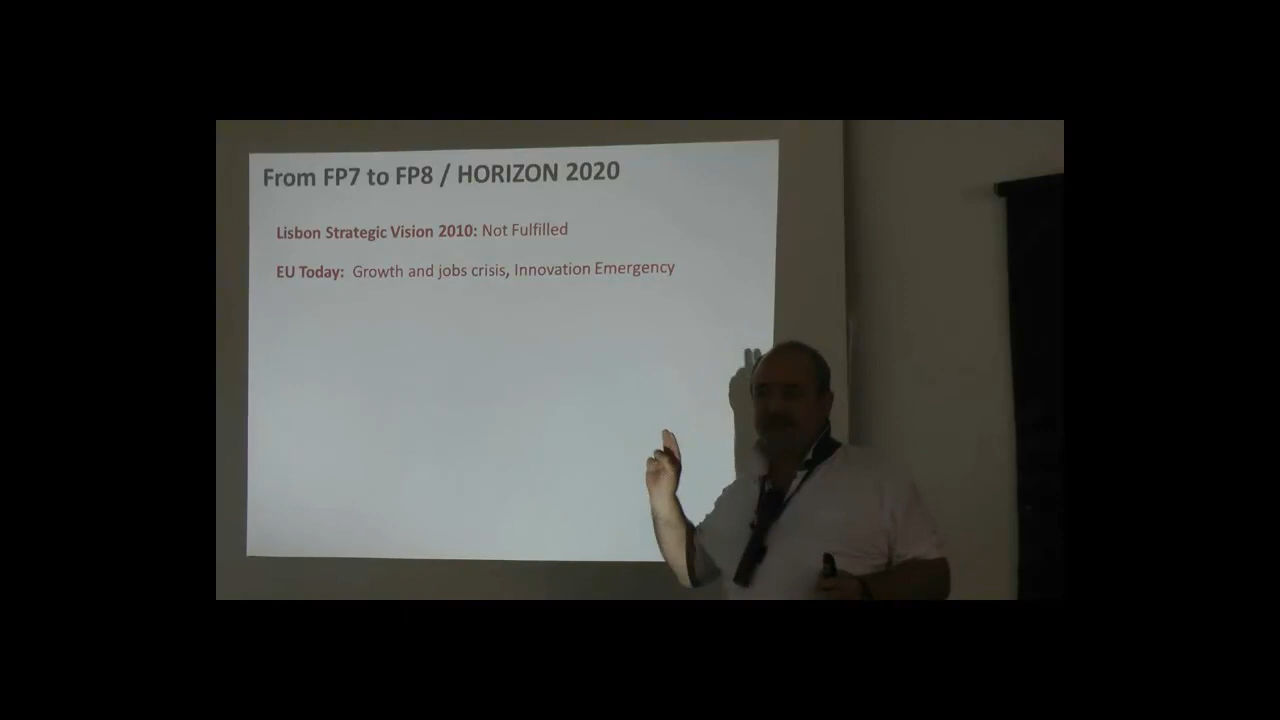 From FP7 to FP8 / HORIZON 2020
Lisbon Strategic Vision 2010: Not Fulfilled
EU Today: Growth and jobs crisis, Innovation Emergency